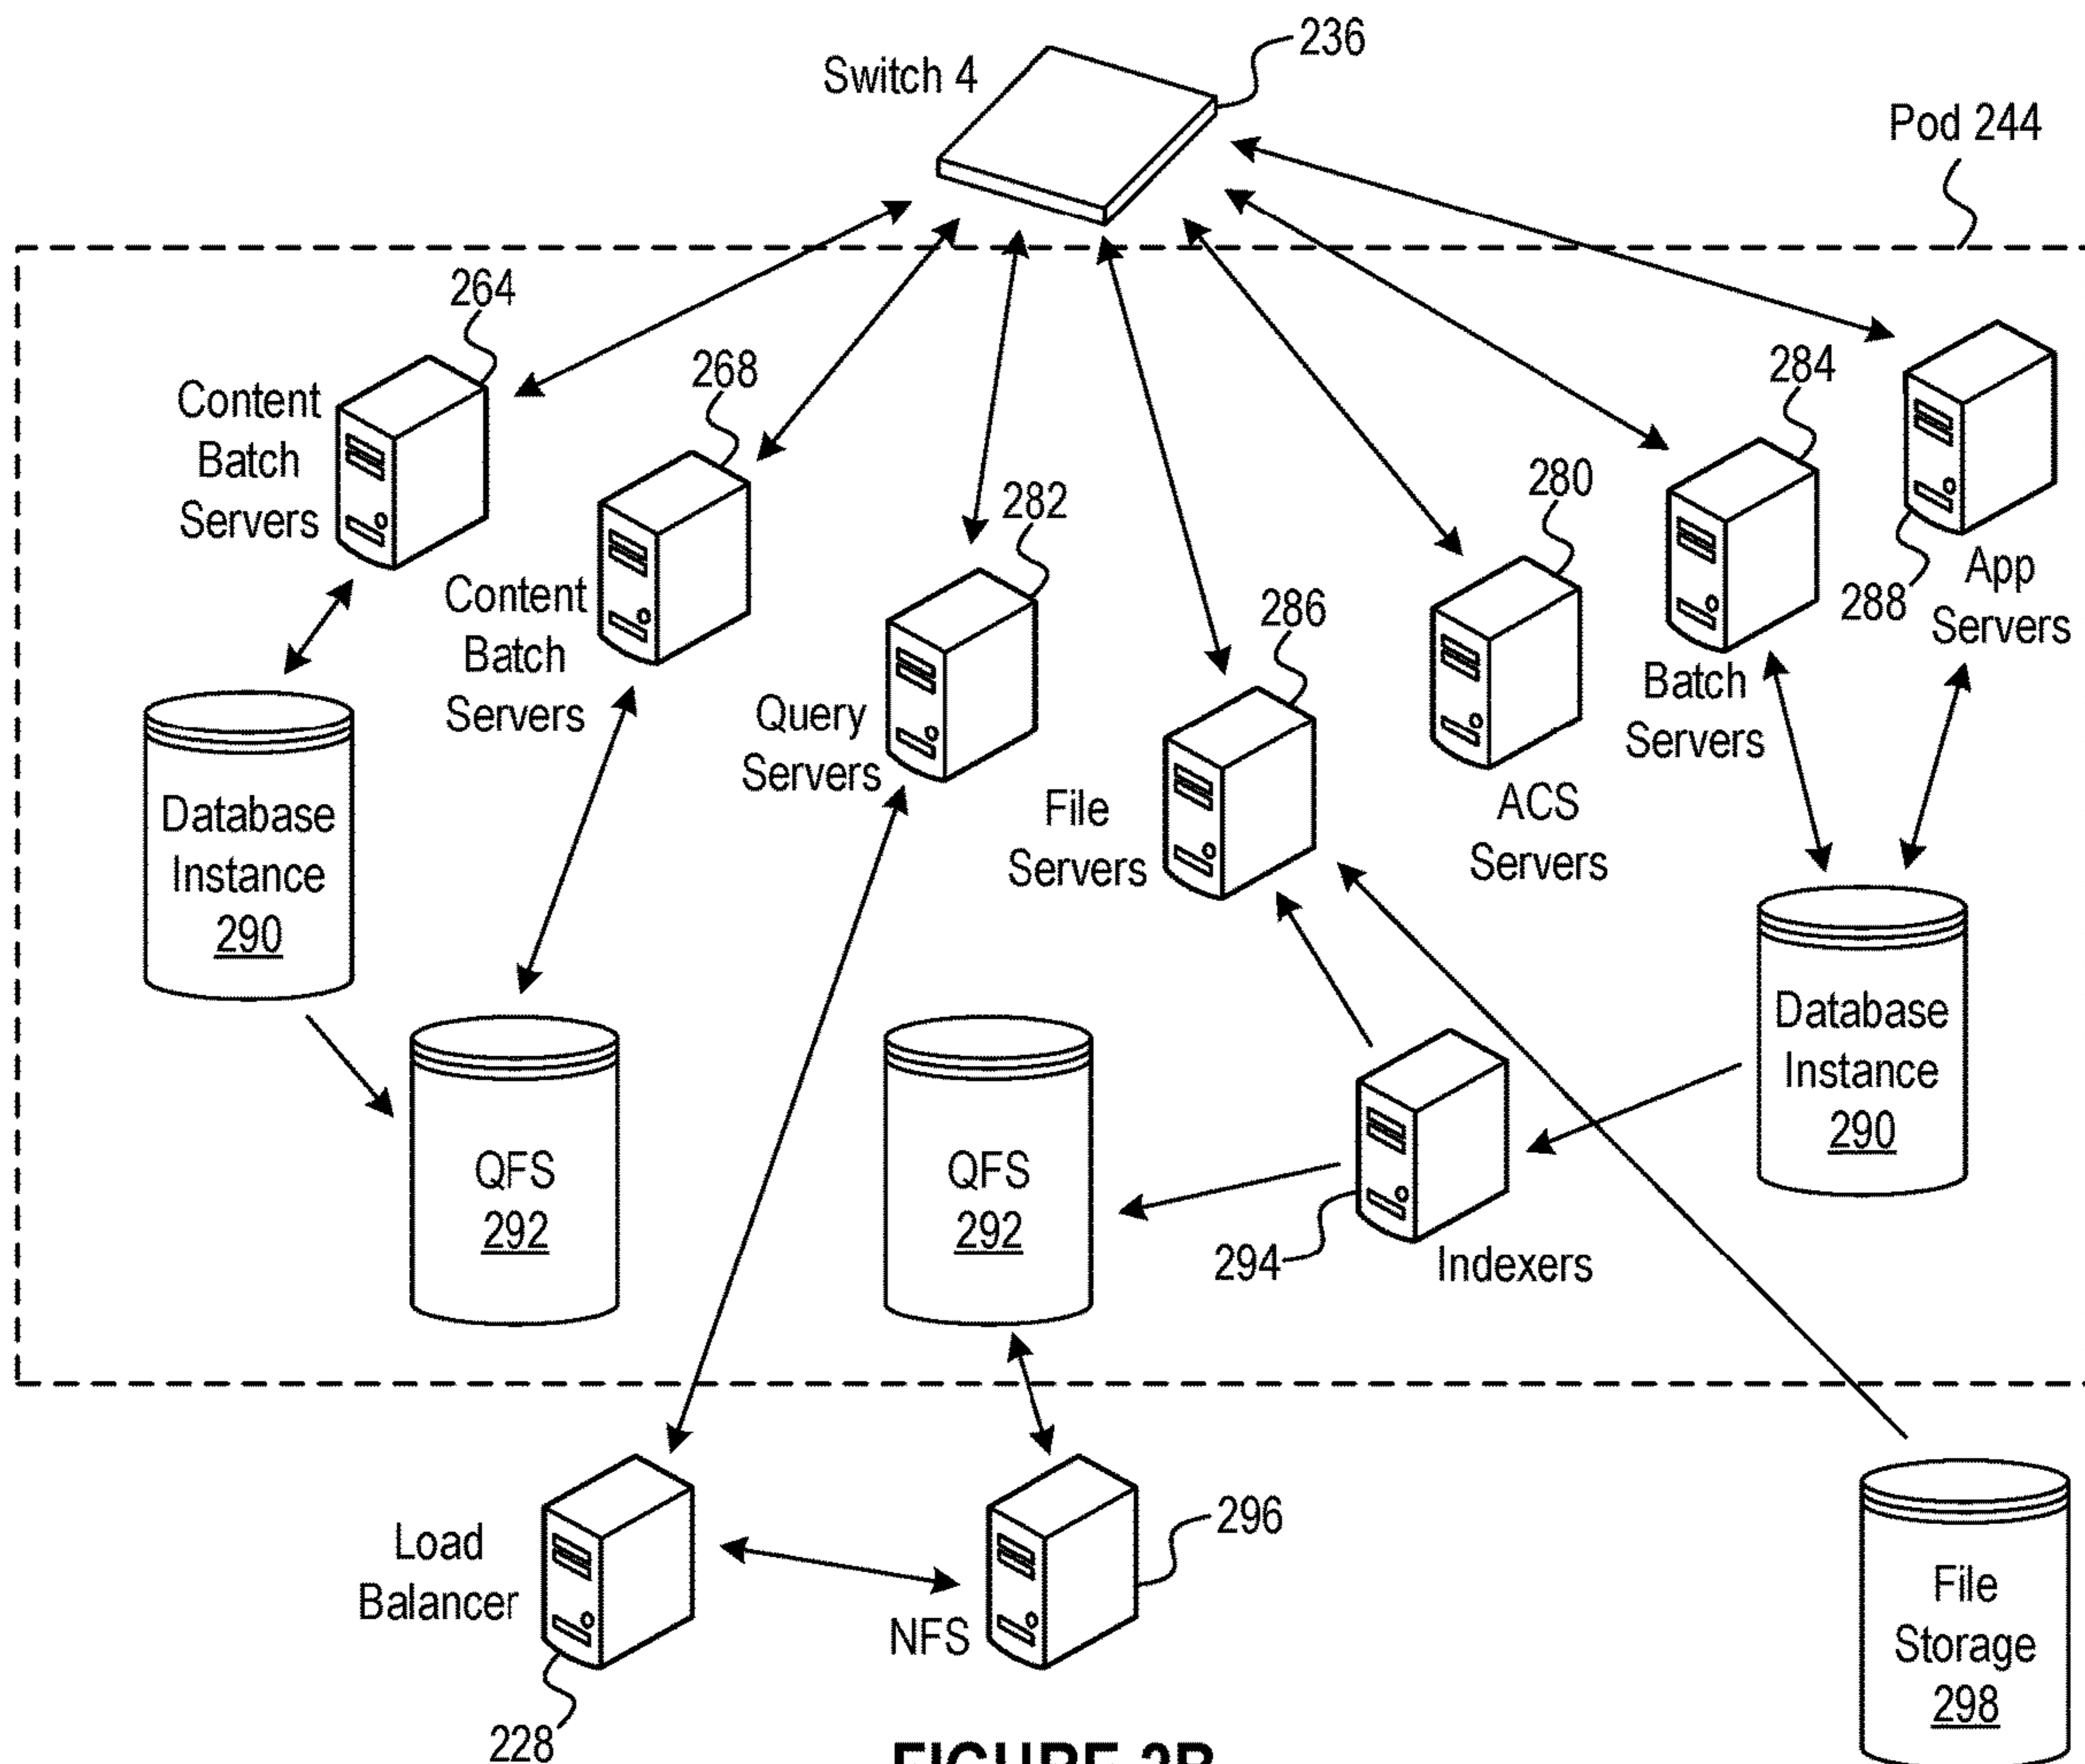 236
Switch 4
Pod 244
264
268
284
Content
Batch
Servers
280
282
App
Servers
288
Content
Batch
Servers
286
Batch
Servers
Query
Servers
File
Servers
ACS
Servers
Database
Instance
290
Database
Instance
290
QFS
292
QFS
292
294
Indexers
296
Load
Balancer
NFS
File
Storage
298
228
FIGURE 2B